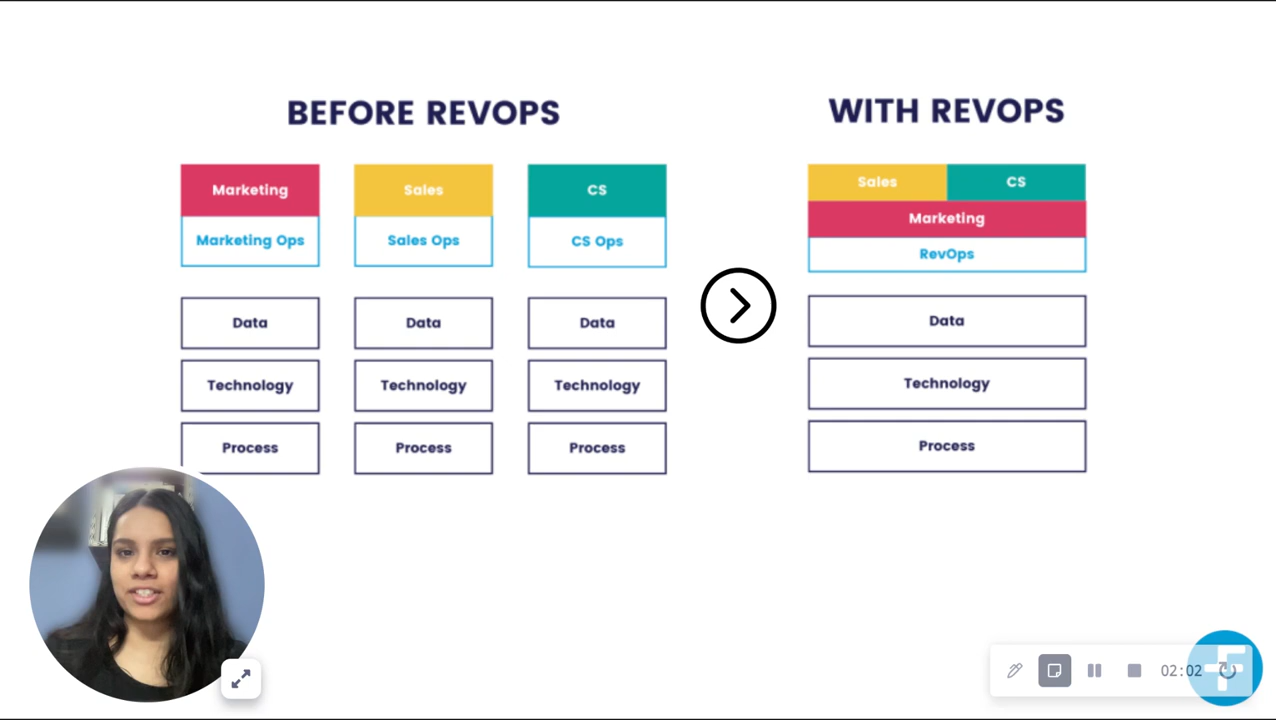 BEFORE REVOPS
WITH REVOPS
Marketing Sales CS
Marketing Ops Sales Ops CS Ops
Data Data Data
Technology Technology Technology
Process Process Process
Sales CS
Marketing
RevOps
Data
Technology
Process
02:02